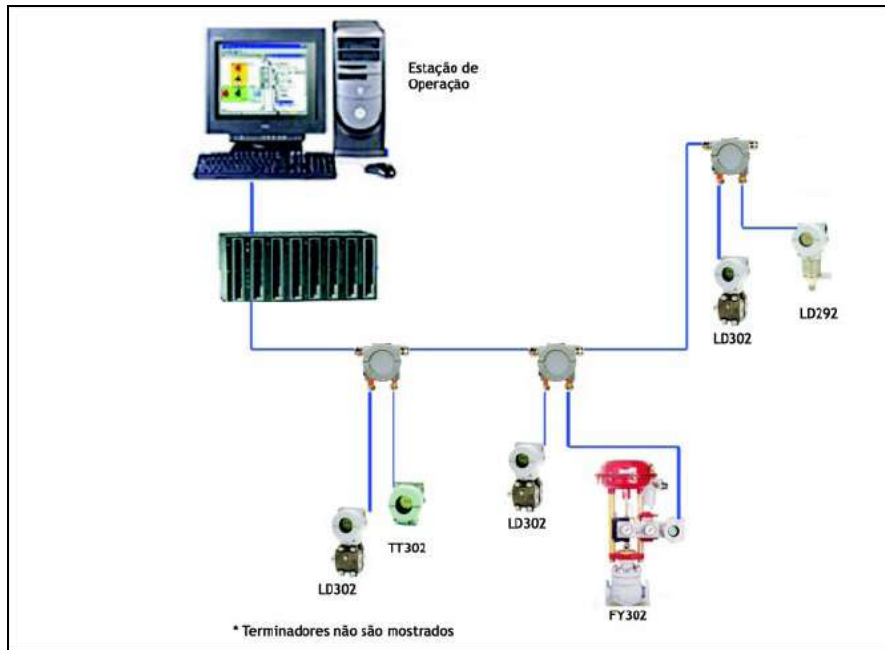 Estação de
Operação
LD302
LD292
TT302
LD302
LD302
FY302
* Terminadores não são mostrados